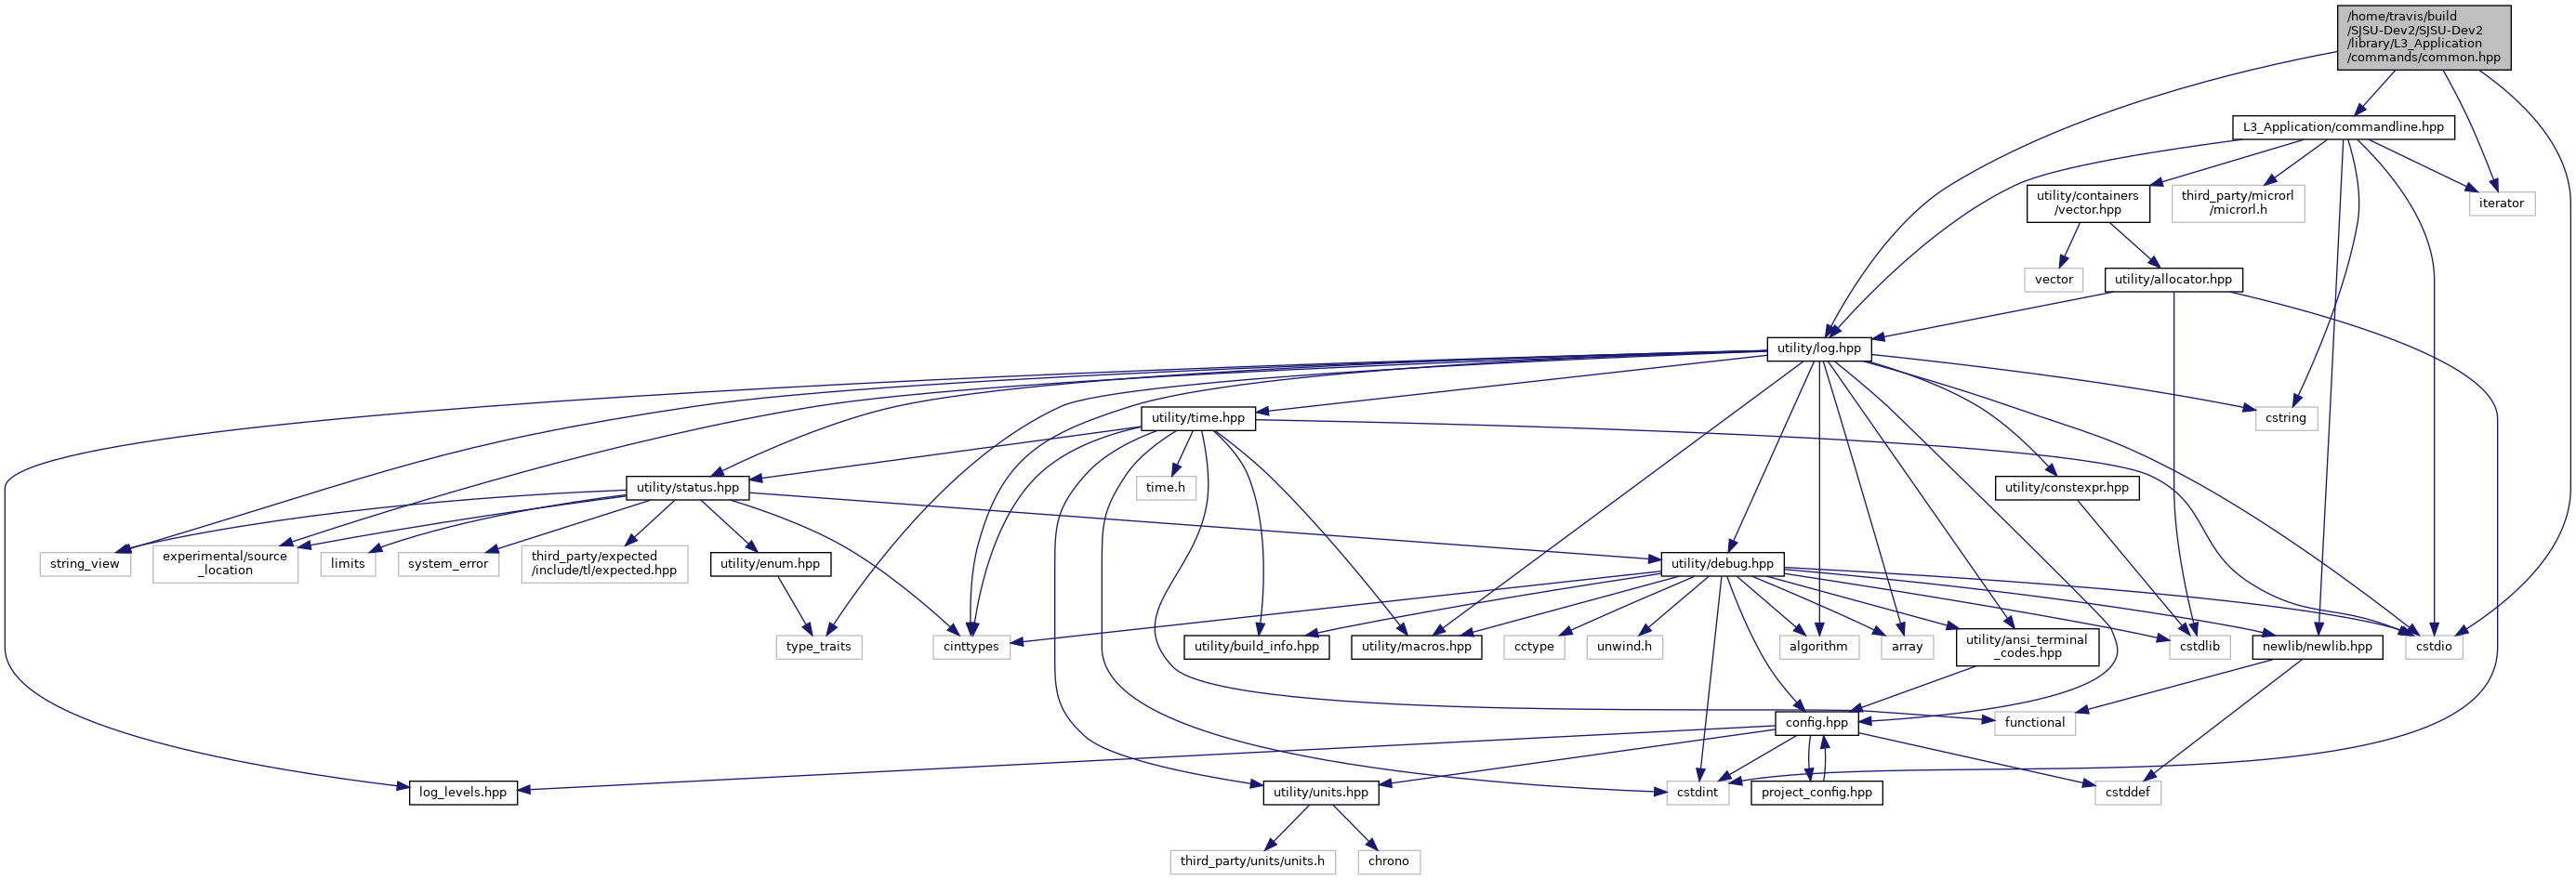 /home/travis/build
/SJSU-Dev2/SJSU-Dev2
/library/L3_Application
/commands/common.hpp
L3_Application/commandline.hpp
utility/containers
/vector.hpp
third_party/microrl
/microrl.h
iterator
vector
utility/allocator.hpp
utility/log.hpp
utility/time.hpp
cstring
utility/status.hpp
time.h
utility/constexpr.hpp
string_view
experimental/source
_location
limits
system_error
third_party/expected
/include/tl/expected.hpp
utility/enum.hpp
utility/debug.hpp
type_traits
cinttypes
utility/build_info.hpp
utility/macros.hpp
cctype
unwind.h
algorithm
array
utility/ansi_terminal
_codes.hpp
cstdlib
newlib/newlib.hpp
cstdio
config.hpp
functional
log_levels.hpp
utility/units.hpp
cstdint
project_config.hpp
cstddef
third_party/units/units.h
chrono